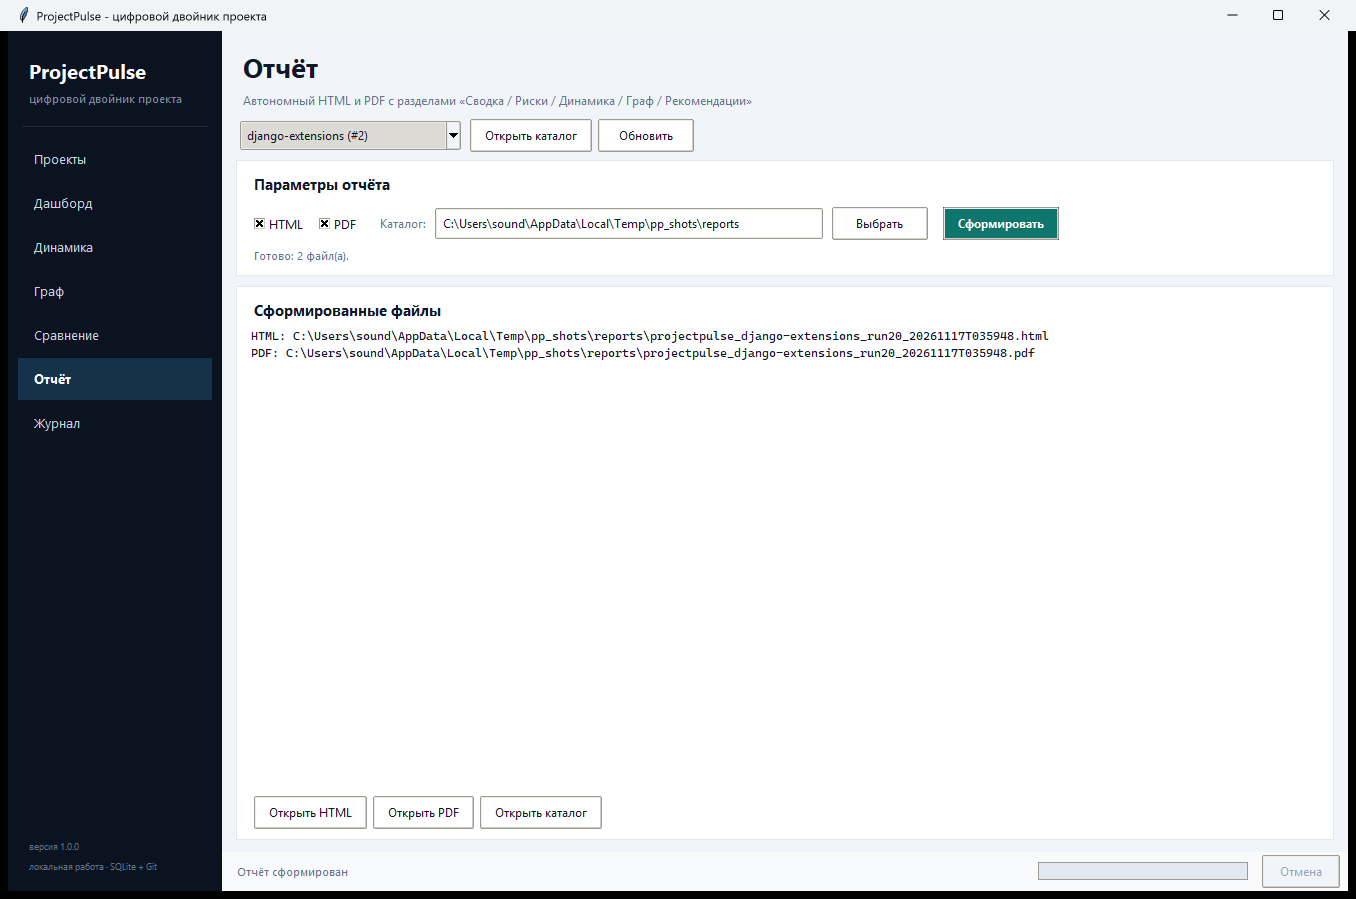 ProjectPulse - цифровой двойник проекта
ProjectPulse
цифровой двойник проекта
Проекты
Дашборд
Динамика
Граф
Сравнение
Отчёт
Журнал
версия 1.0.0
локальная работа · SQLite + Git
Отчёт
Автономный HTML и PDF с разделами «Сводка / Риски / Динамика / Граф / Рекомендации»
django-extensions (#2) Открыть каталог Обновить
Параметры отчёта
HTML PDF Каталог: C:\Users\sound\AppData\Local\Temp\pp_shots\reports Выбрать Сформировать
Готово: 2 файл(а).
Сформированные файлы
HTML: C:\Users\sound\AppData\Local\Temp\pp_shots\reports\projectpulse_django-extensions_run20_20261117T035948.html
PDF: C:\Users\sound\AppData\Local\Temp\pp_shots\reports\projectpulse_django-extensions_run20_20261117T035948.pdf
Открыть HTML Открыть PDF Открыть каталог
Отчёт сформирован Отмена